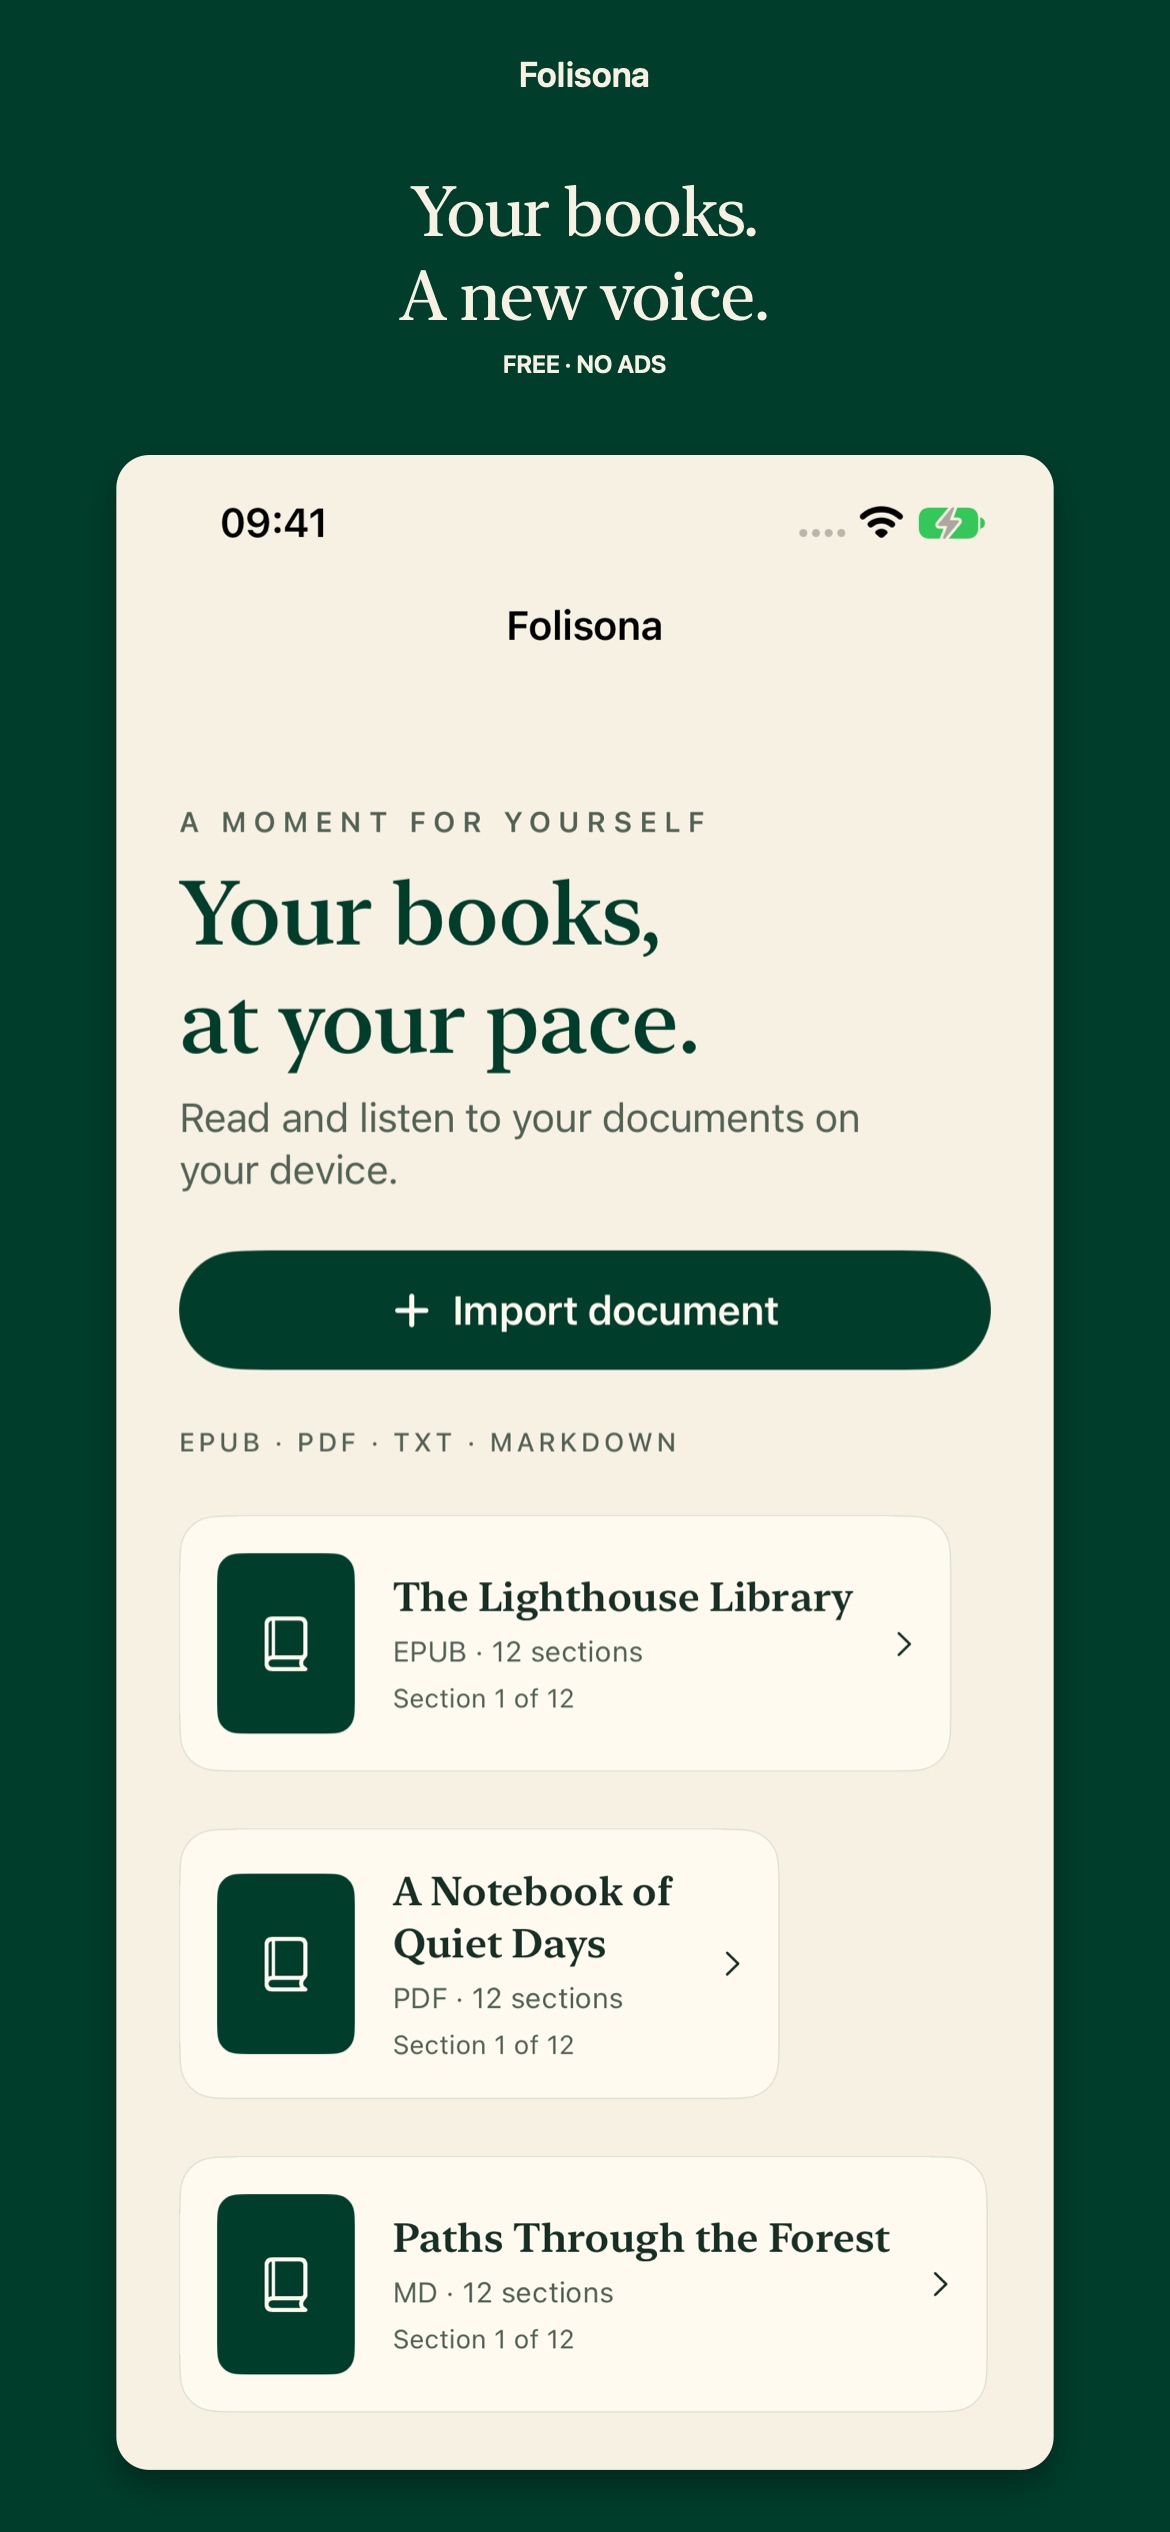 Folisona
Your books.
A new voice.
FREE · NO ADS
09:41
Folisona
A MOMENT FOR YOURSELF
Your books,
at your pace.
Read and listen to your documents on
your device.
+ Import document
EPUB · PDF · TXT · MARKDOWN
The Lighthouse Library
EPUB · 12 sections
Section 1 of 12
A Notebook of
Quiet Days
PDF · 12 sections
Section 1 of 12
Paths Through the Forest
MD · 12 sections
Section 1 of 12